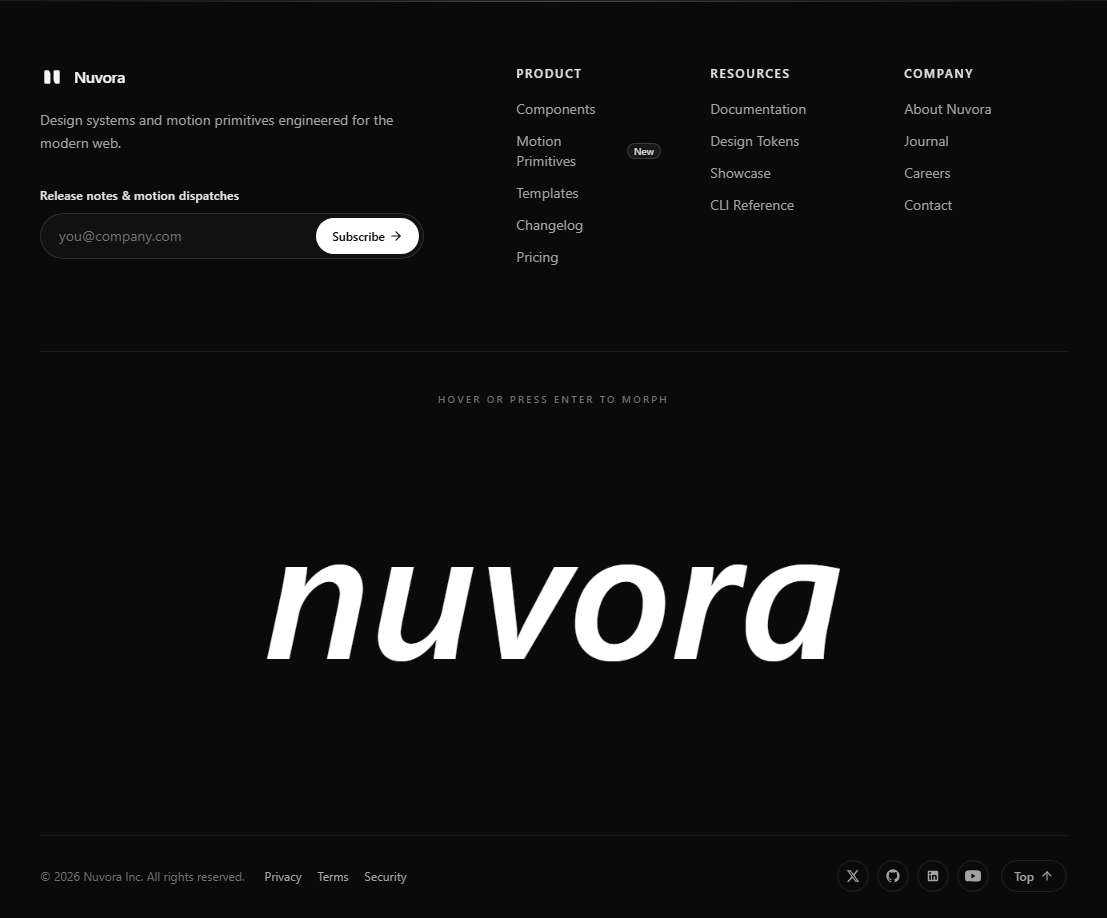 Nuvora
Design systems and motion primitives engineered for the
modern web.
Release notes & motion dispatches
you@company.com
Subscribe
PRODUCT
Components
Motion
Primitives
New
Templates
Changelog
Pricing
RESOURCES
Documentation
Design Tokens
Showcase
CLI Reference
COMPANY
About Nuvora
Journal
Careers
Contact
HOVER OR PRESS ENTER TO MORPH
nuvora
© 2026 Nuvora Inc. All rights reserved. Privacy Terms Security
Top